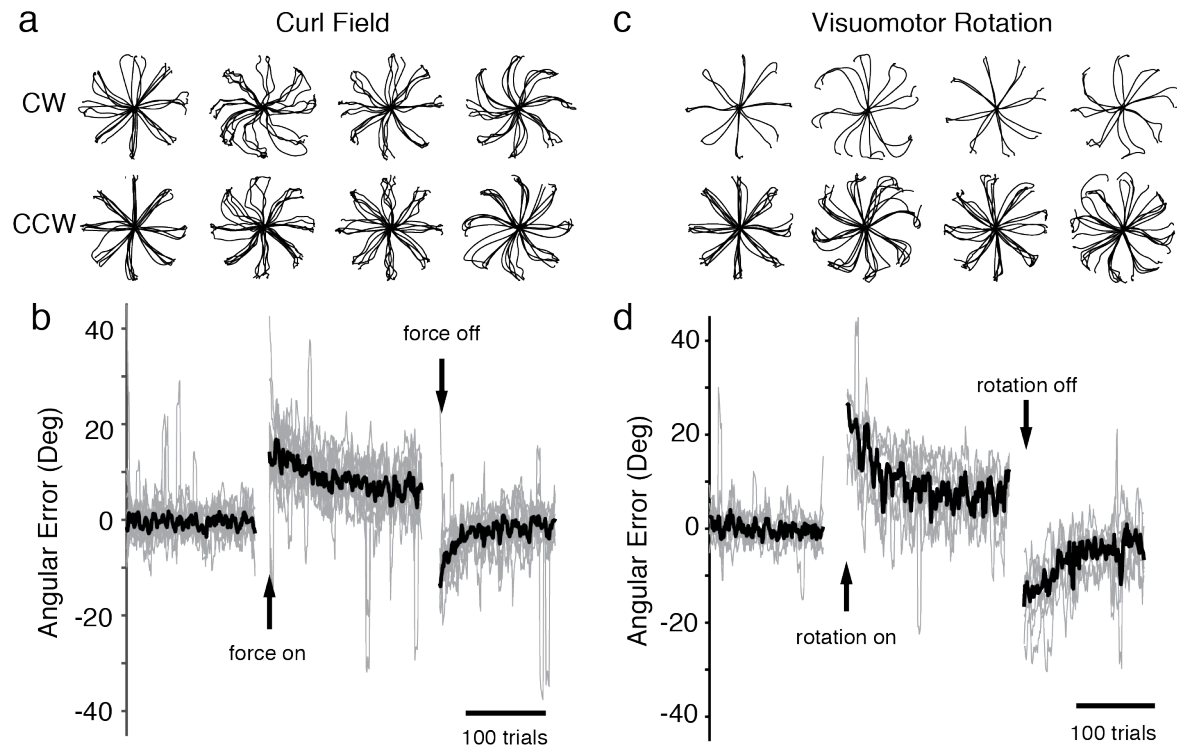 a
Curl Field
CW
CCW
b
40
20
0
-20
-40
Angular Error (Deg)
force on
force off
100 trials
c
Visuomotor Rotation
d
40
20
0
-20
-40
Angular Error (Deg)
rotation on
rotation off
100 trials